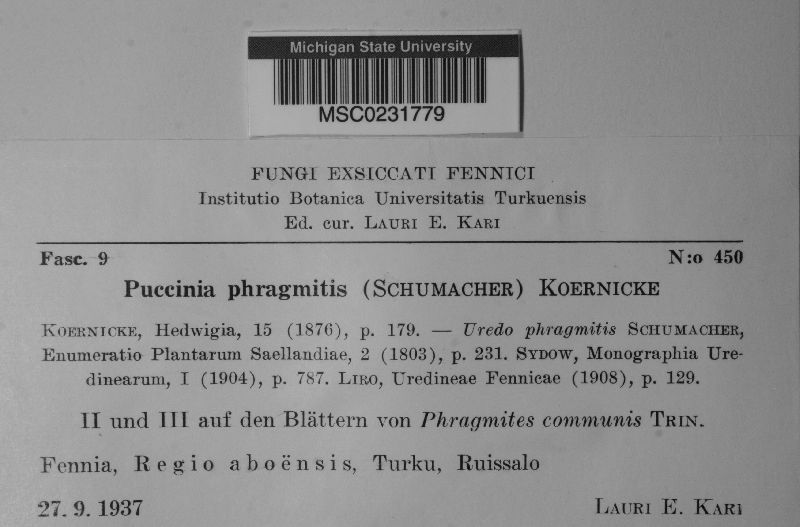 Michigan State University
MSC0231779
FUNGI EXSICCATI FENNICI
Institutio Botanica Universitatis Turkuensis
Ed. cur. LAURI E. KARI
Fasc. 9 N:o 450
Puccinia phragmitis (SCHUMACHER) KOERNICKE
KOERNICKE, Hedwigia, 15 (1876), p. 179. — Uredo phragmitis SCHUMACHER,
Enumeratio Plantarum Saellandiae, 2 (1803), p. 231. SYDOW, Monographia Ure-
dinearum, I (1904), p. 787. LIRO, Uredineae Fennicae (1908), p. 129.
II und III auf den Blättern von Phragmites communis TRIN.
Fennia, Regio aboënsis, Turku, Ruissalo
27. 9. 1937 LAURI E. KARI